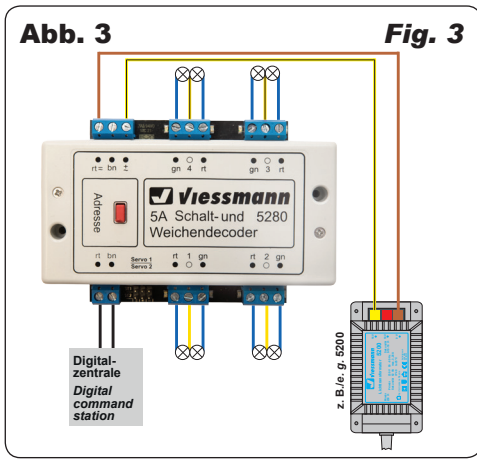 Abb. 3
Fig. 3
rt= bn ±
gn 4 rt
gn 3 rt
Adresse
Viessmann
5A Schalt- und 5280
Weichendecoder
rt bn
Servo 1
Servo 2
rt 1 gn
rt 2 gn
Digital-
zentrale
Digital
command
station
z. B./e. g. 5200
Viessmann
5200